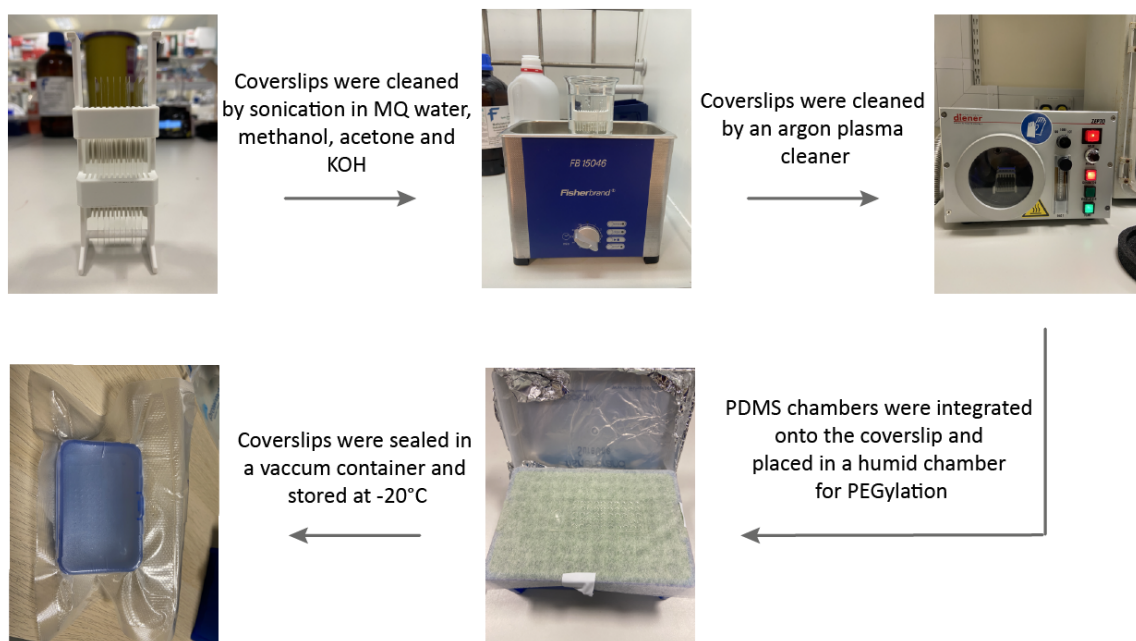 Coverslips were cleaned
by sonication in MQ water,
methanol, acetone and
KOH
FB 15046
Fisherbrand
Coverslips were cleaned
by an argon plasma
cleaner
diener
PDMS chambers were integrated
onto the coverslip and
placed in a humid chamber
for PEGylation
Coverslips were sealed in
a vaccum container and
stored at -20°C